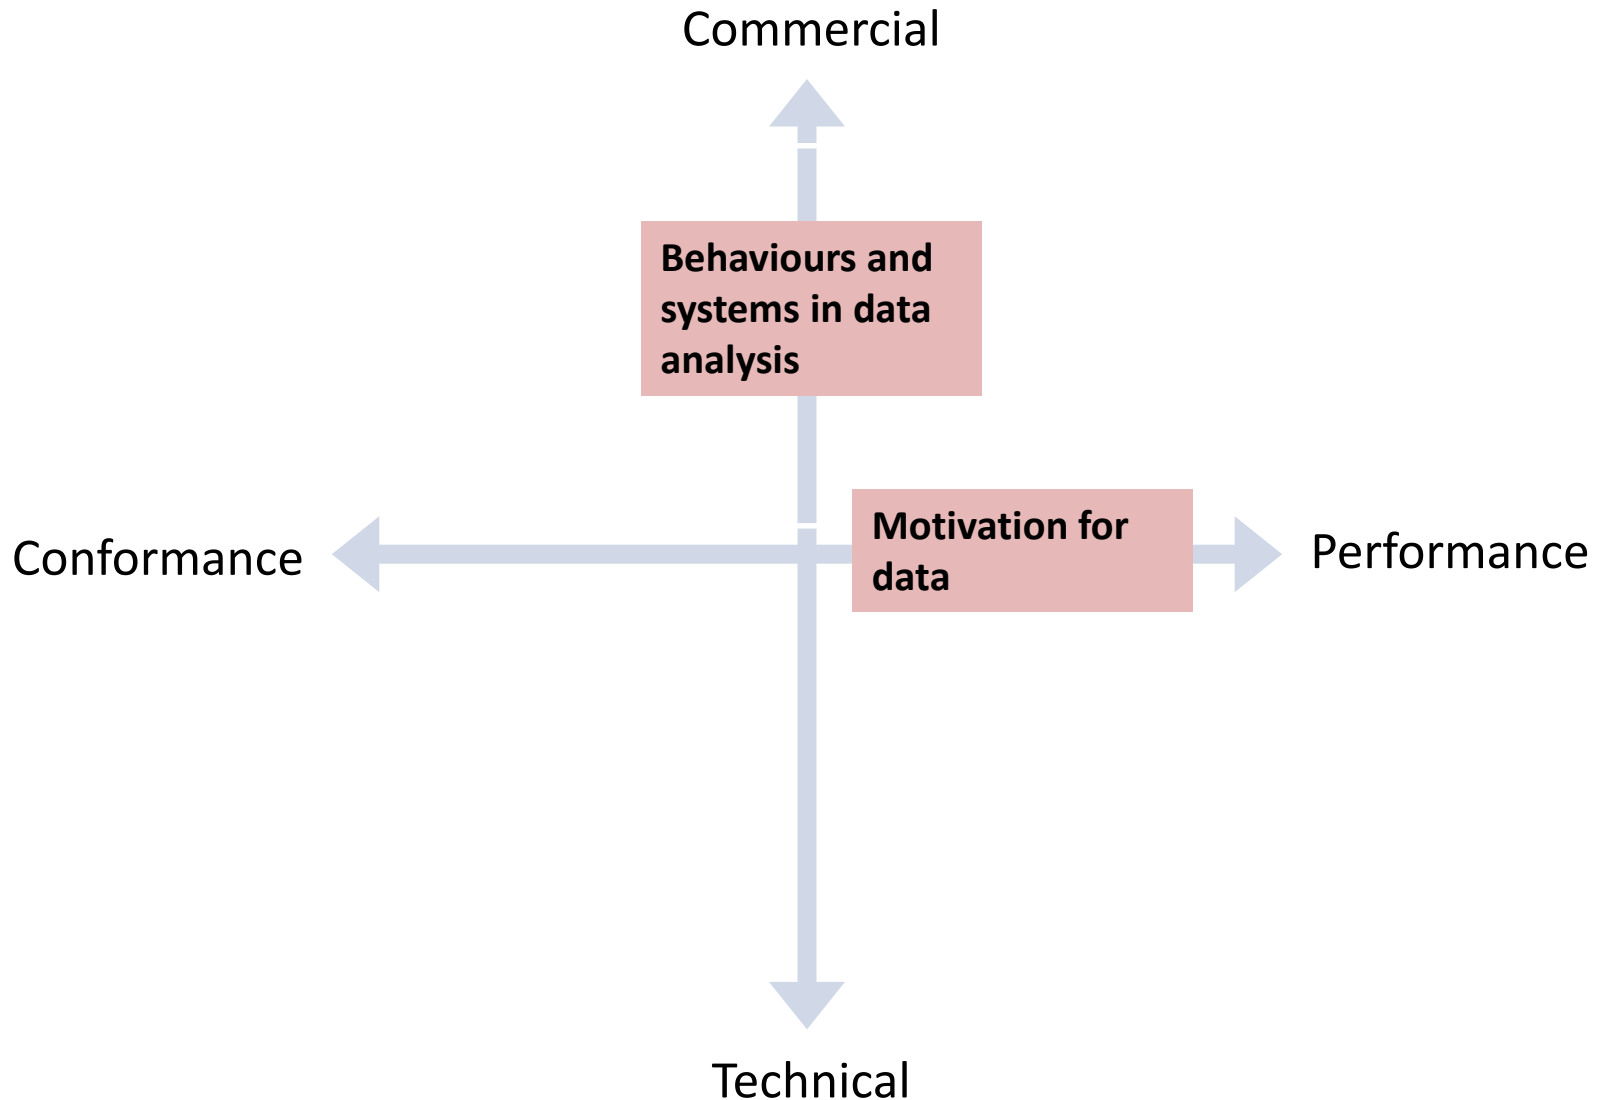 Commercial
Behaviours and
systems in data
analysis
Motivation for
data
Conformance
Performance
Technical